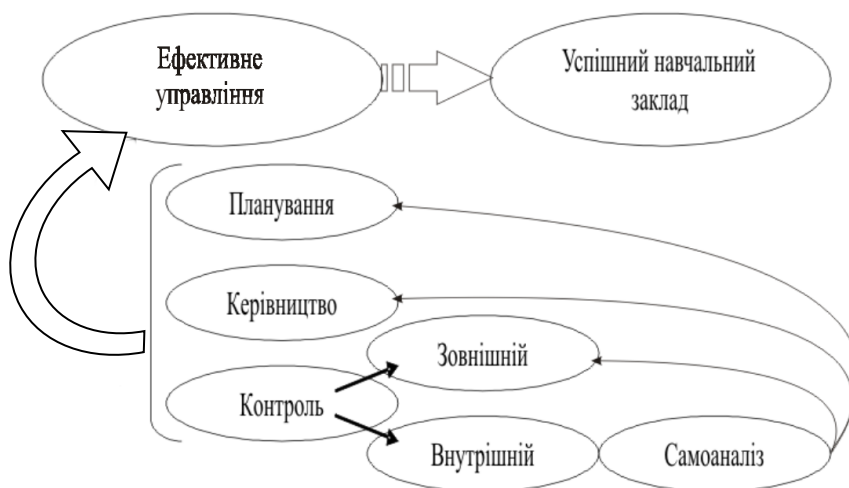 Ефективне
управління
Успішний навчальний
заклад
Планування
Керівництво
Зовнішній
Контроль
Внутрішній
Самоаналіз